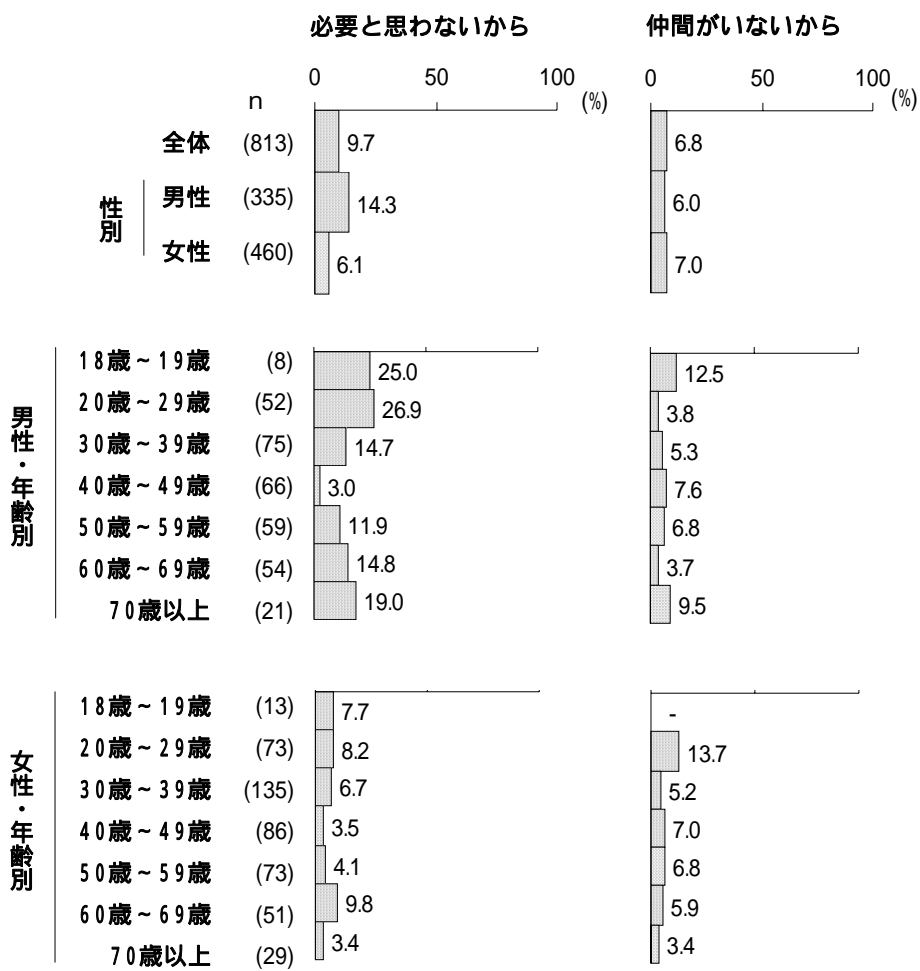 必要と思わないから 仲間がいないから
0 50 100 0 50 100
n (%) (%)
全体 (813) 9.7 6.8
性別
男性 (335) 14.3 6.0
女性 (460) 6.1 7.0
男性・年齢別
18歳~19歳 (8) 25.0 12.5
20歳~29歳 (52) 26.9 3.8
30歳~39歳 (75) 14.7 5.3
40歳~49歳 (66) 3.0 7.6
50歳~59歳 (59) 11.9 6.8
60歳~69歳 (54) 14.8 3.7
70歳以上 (21) 19.0 9.5
女性・年齢別
18歳~19歳 (13) 7.7 -
20歳~29歳 (73) 8.2 13.7
30歳~39歳 (135) 6.7 5.2
40歳~49歳 (86) 3.5 7.0
50歳~59歳 (73) 4.1 6.8
60歳~69歳 (51) 9.8 5.9
70歳以上 (29) 3.4 3.4